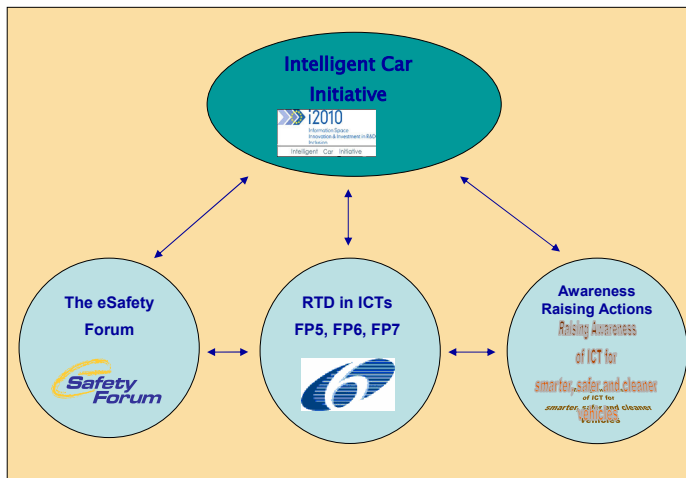 Intelligent Car
Initiative
i2010
Information Space
Innovation & Investment in R&D
Inclusion
Intelligent Car Initiative
The eSafety
Forum
Safety
Forum
RTD in ICTs
FP5, FP6, FP7
6
Awareness
Raising Actions
Raising Awareness
of ICT for
smarter, safer and cleaner
of ICT for
smarter, safer and cleaner
vehicles
vehicles